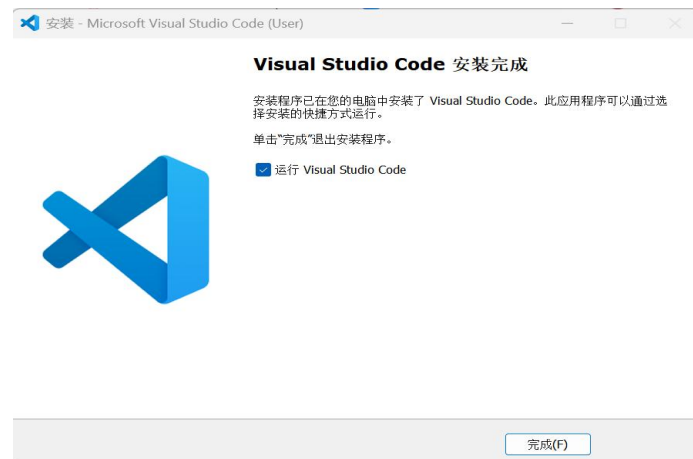 安装 - Microsoft Visual Studio Code (User)
Visual Studio Code 安装完成
安装程序已在您的电脑中安装了 Visual Studio Code。此应用程序可以通过选
择安装的快捷方式运行。
单击“完成”退出安装程序。
运行 Visual Studio Code
完成(F)